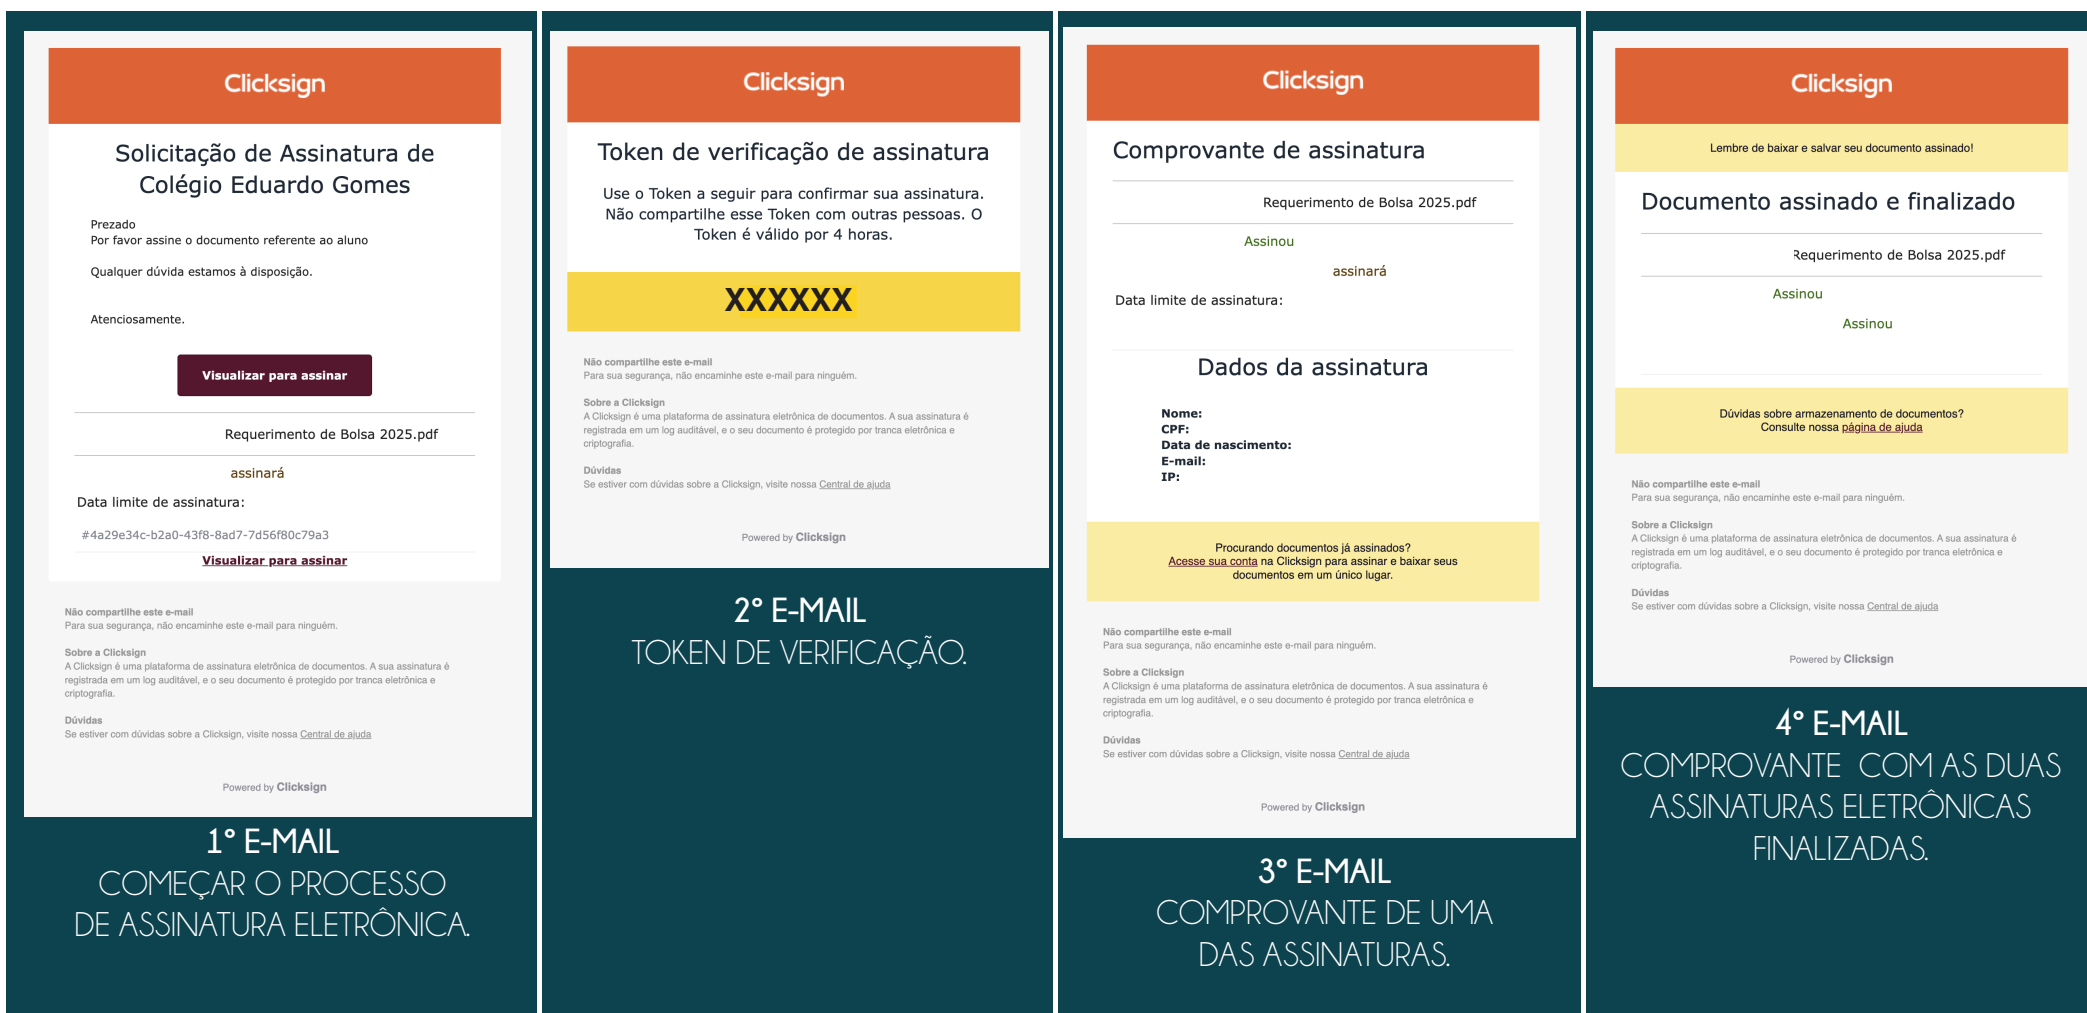 Clicksign
Solicitação de Assinatura de
Colégio Eduardo Gomes
Prezado
Por favor assine o documento referente ao aluno
Qualquer dúvida estamos à disposição.
Atenciosamente.
Visualizar para assinar
Requerimento de Bolsa 2025.pdf
assinará
Data limite de assinatura:
#4a29e34c-b2a0-43f8-8ad7-7d56f80c79a3
Visualizar para assinar
Não compartilhe este e-mail
Para sua segurança, não encaminhe este e-mail para ninguém.
Sobre a Clicksign
A Clicksign é uma plataforma de assinatura eletrônica de documentos. A sua assinatura é
registrada em um log auditável, e o seu documento é protegido por tranca eletrônica e
criptografia.
Dúvidas
Se estiver com dúvidas sobre a Clicksign, visite nossa Central de ajuda
Powered by Clicksign
1° E-MAIL
COMEÇAR O PROCESSO
DE ASSINATURA ELETRÔNICA.
Clicksign
Token de verificação de assinatura
Use o Token a seguir para confirmar sua assinatura.
Não compartilhe esse Token com outras pessoas. O
Token é válido por 4 horas.
XXXXXX
Não compartilhe este e-mail
Para sua segurança, não encaminhe este e-mail para ninguém.
Sobre a Clicksign
A Clicksign é uma plataforma de assinatura eletrônica de documentos. A sua assinatura é
registrada em um log auditável, e o seu documento é protegido por tranca eletrônica e
criptografia.
Dúvidas
Se estiver com dúvidas sobre a Clicksign, visite nossa Central de ajuda
Powered by Clicksign
2° E-MAIL
TOKEN DE VERIFICAÇÃO.
Clicksign
Comprovante de assinatura
Requerimento de Bolsa 2025.pdf
Assinou
assinará
Data limite de assinatura:
Dados da assinatura
Nome:
CPF:
Data de nascimento:
E-mail:
IP:
Procurando documentos já assinados?
Acesse sua conta na Clicksign para assinar e baixar seus
documentos em um único lugar.
Não compartilhe este e-mail
Para sua segurança, não encaminhe este e-mail para ninguém.
Sobre a Clicksign
A Clicksign é uma plataforma de assinatura eletrônica de documentos. A sua assinatura é
registrada em um log auditável, e o seu documento é protegido por tranca eletrônica e
criptografia.
Dúvidas
Se estiver com dúvidas sobre a Clicksign, visite nossa Central de ajuda
Powered by Clicksign
3° E-MAIL
COMPROVANTE DE UMA
DAS ASSINATURAS.
Clicksign
Lembre de baixar e salvar seu documento assinado!
Documento assinado e finalizado
Requerimento de Bolsa 2025.pdf
Assinou
Assinou
Dúvidas sobre armazenamento de documentos?
Consulte nossa página de ajuda
Não compartilhe este e-mail
Para sua segurança, não encaminhe este e-mail para ninguém.
Sobre a Clicksign
A Clicksign é uma plataforma de assinatura eletrônica de documentos. A sua assinatura é
registrada em um log auditável, e o seu documento é protegido por tranca eletrônica e
criptografia.
Dúvidas
Se estiver com dúvidas sobre a Clicksign, visite nossa Central de ajuda
Powered by Clicksign
4° E-MAIL
COMPROVANTE COM AS DUAS
ASSINATURAS ELETRÔNICAS
FINALIZADAS.